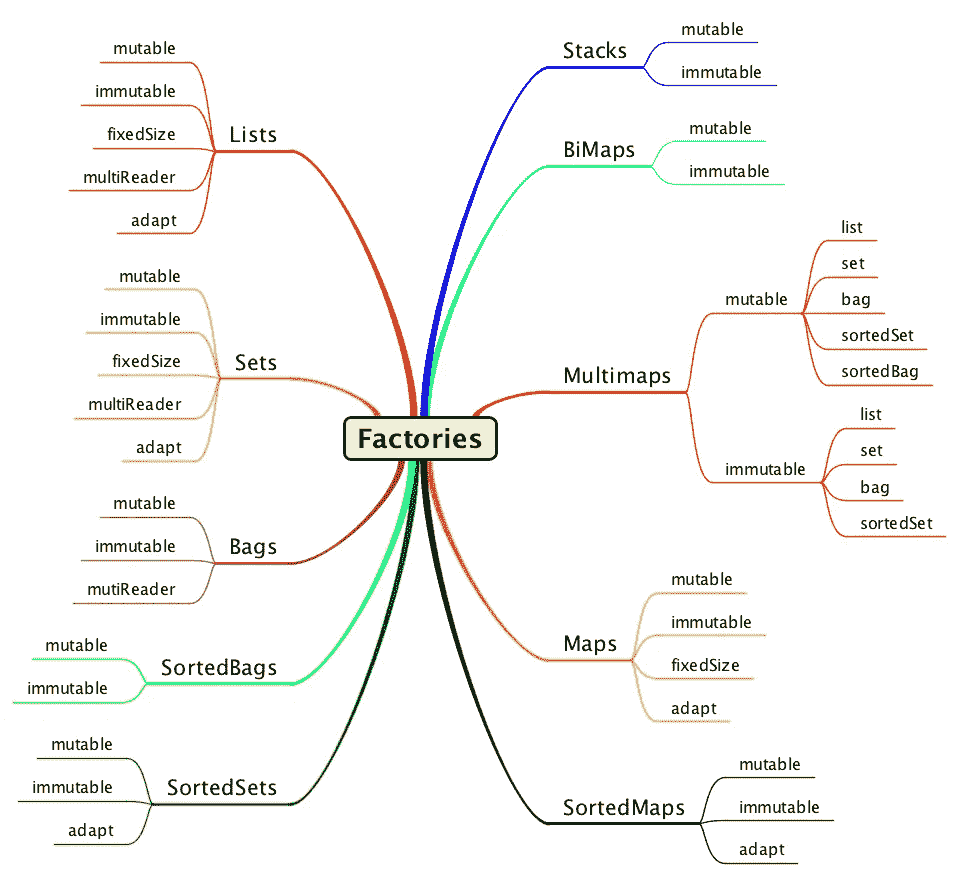 Factories
Lists
mutable
immutable
fixedSize
multiReader
adapt
Sets
mutable
immutable
fixedSize
multiReader
adapt
Bags
mutable
immutable
mutiReader
SortedBags
mutable
immutable
SortedSets
mutable
immutable
adapt
Stacks
mutable
immutable
BiMaps
mutable
immutable
Multimaps
mutable
list
set
bag
sortedSet
sortedBag
immutable
list
set
bag
sortedSet
Maps
mutable
immutable
fixedSize
adapt
SortedMaps
mutable
immutable
adapt